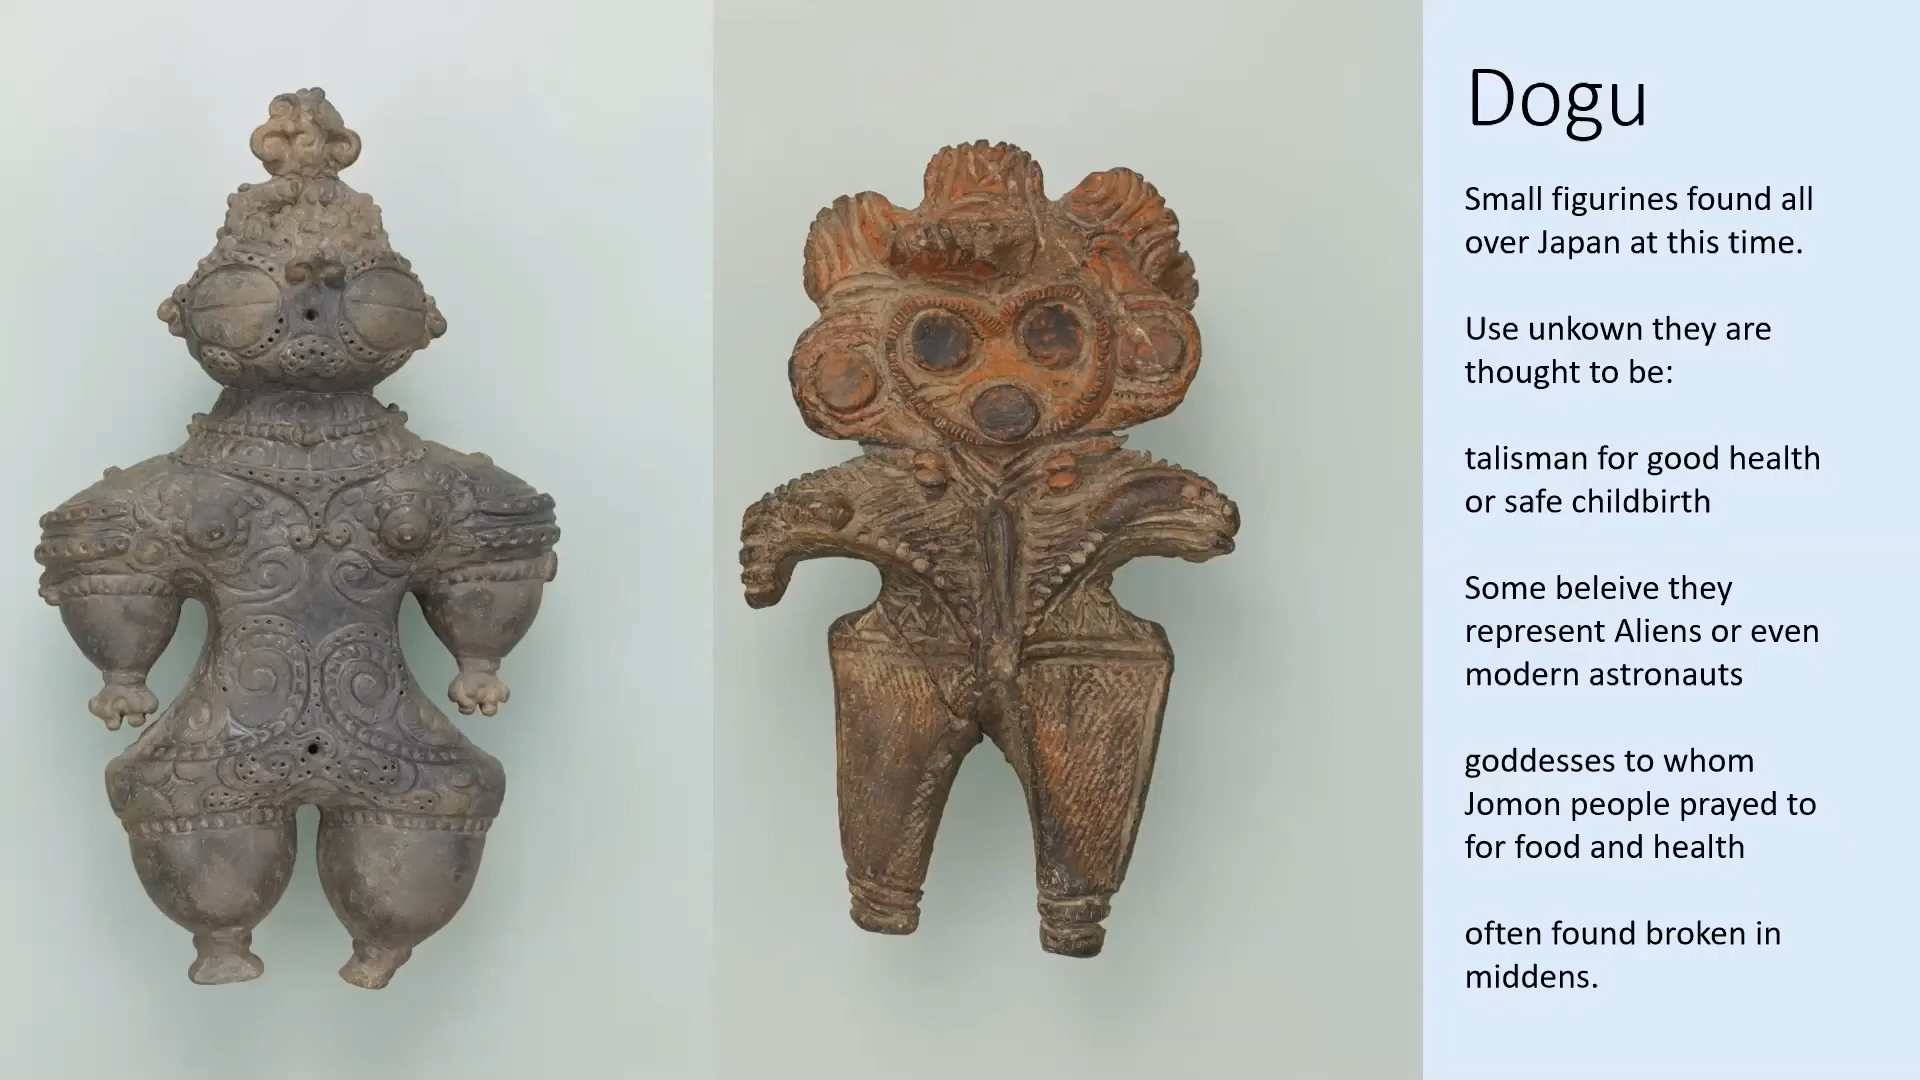 Dogu
Small figurines found all
over Japan at this time.
Use unkown they are
thought to be:
talisman for good health
or safe childbirth
Some beleive they
represent Aliens or even
modern astronauts
goddesses to whom
Jomon people prayed to
for food and health
often found broken in
middens.